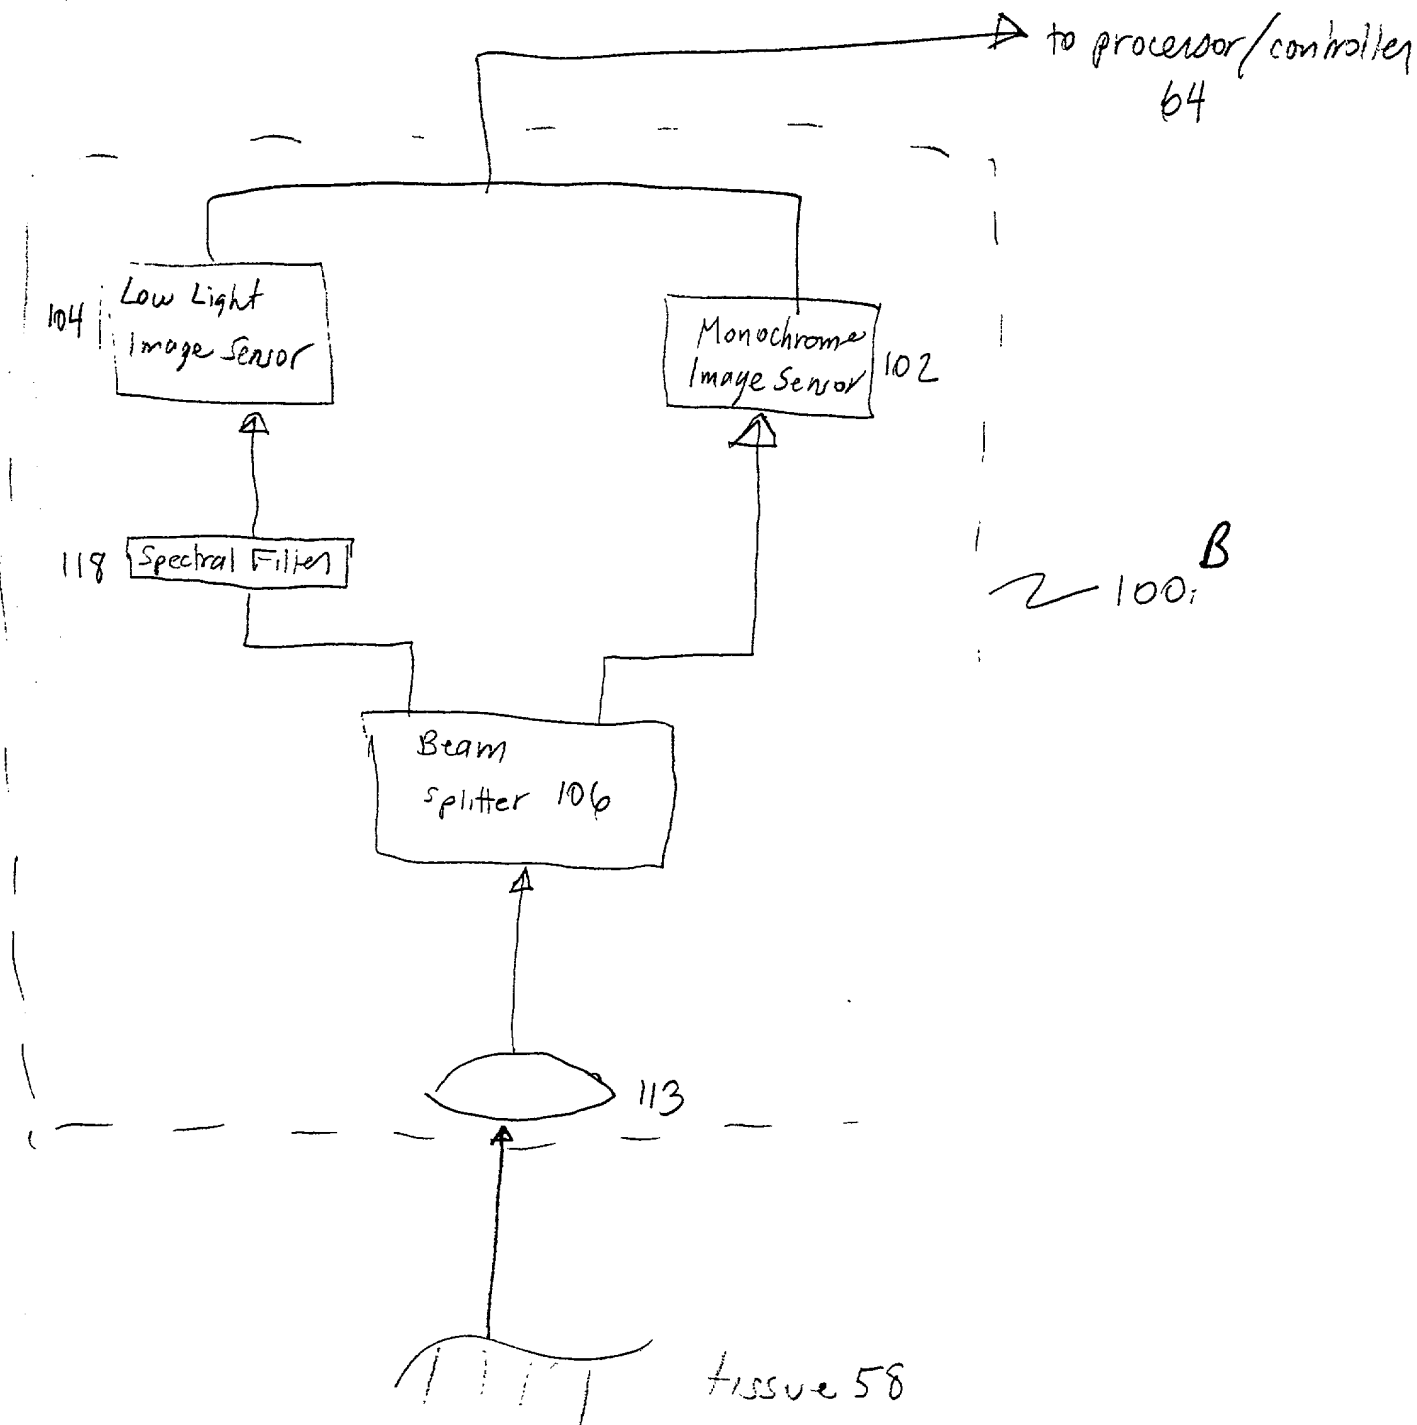 to processor/controller
64
Low Light
Image Sensor
104
Monochrome
Image Sensor
102
118
Spectral Filter
100i
B
Beam
splitter 106
113
tissue 58